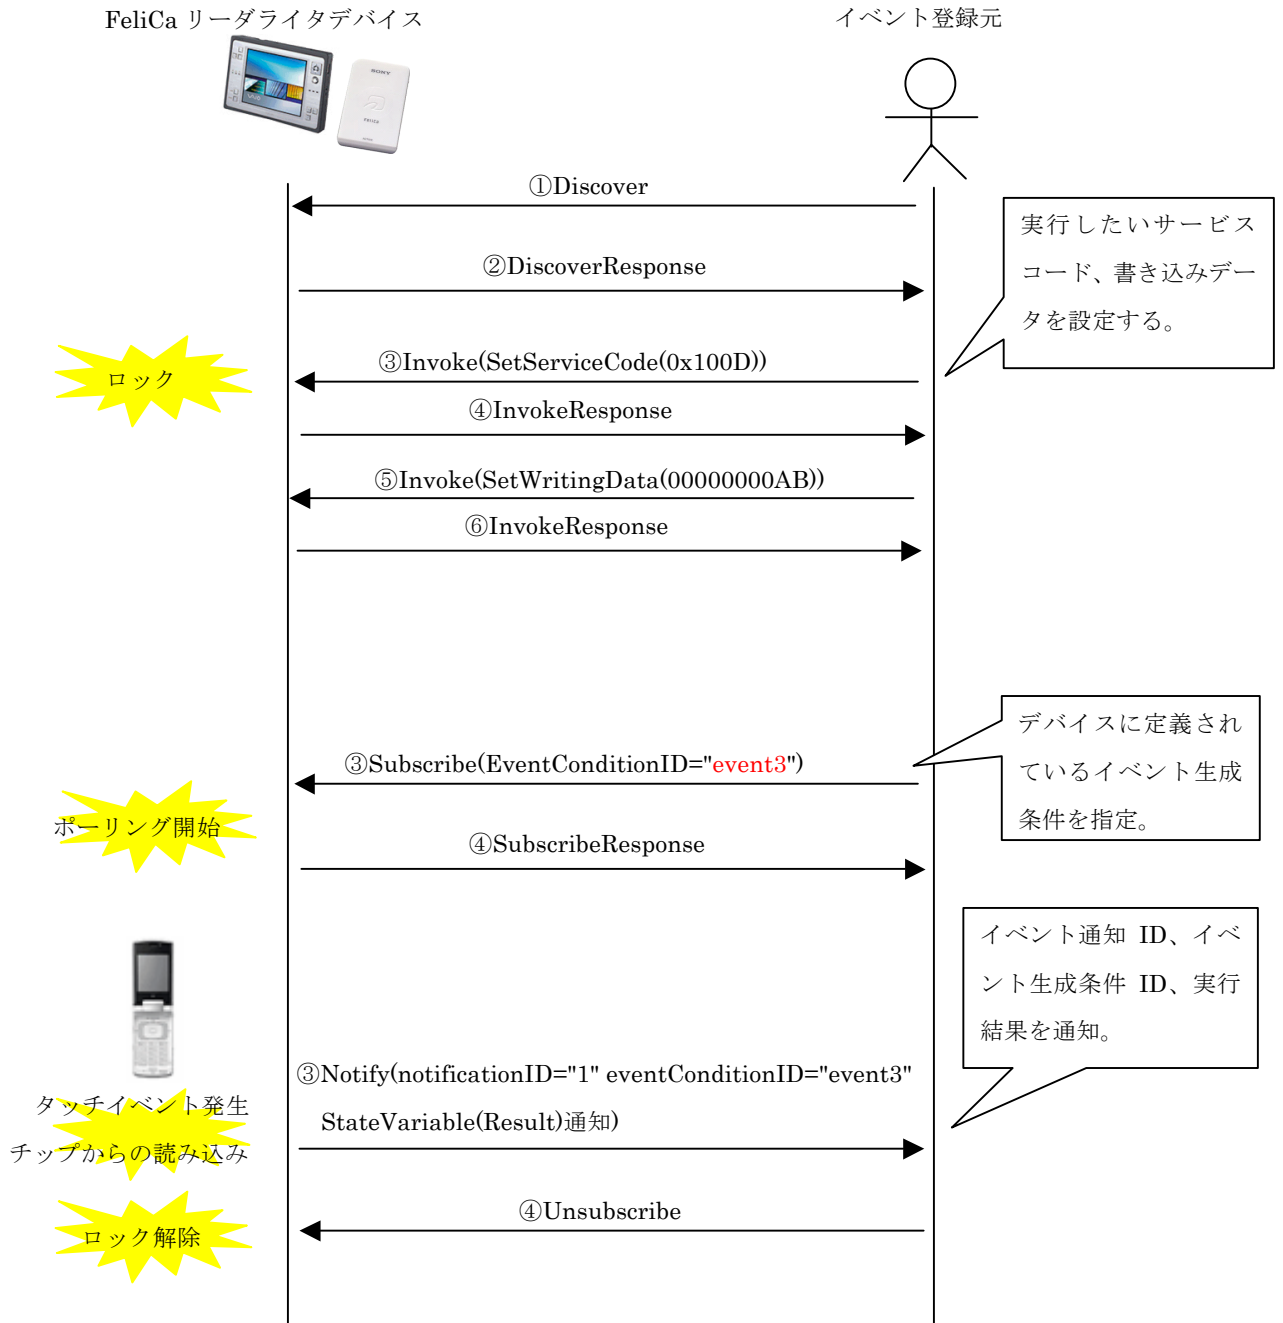 FeliCa リーダライタデバイス
イベント登録元
SONY
①Discover
実行したいサービス
コード、書き込みデー
タを設定する。
②DiscoverResponse
ロック
③Invoke(SetServiceCode(0x100D))
④InvokeResponse
⑤Invoke(SetWritingData(00000000AB))
⑥InvokeResponse
デバイスに定義され
ているイベント生成
条件を指定。
③Subscribe(EventConditionID="event3")
ポーリング開始
④SubscribeResponse
イベント通知 ID、イベ
ント生成条件 ID、実行
結果を通知。
③Notify(notificationID="1" eventConditionID="event3"
StateVariable(Result)通知)
タッチイベント発生
チップからの読み込み
④Unsubscribe
ロック解除